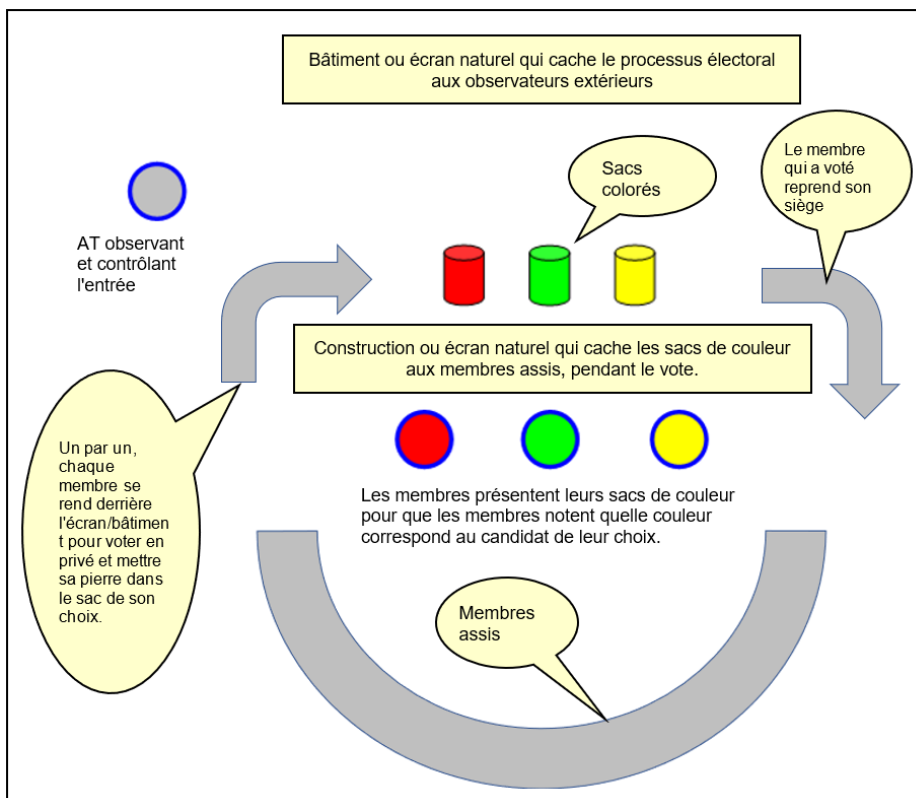 Bâtiment ou écran naturel qui cache le processus électoral
aux observateurs extérieurs
Sacs
colorés
Le membre
qui a voté
reprend son
siège
AT observant
et contrôlant
l'entrée
Construction ou écran naturel qui cache les sacs de couleur
aux membres assis, pendant le vote.
Un par un,
chaque
membre se
rend derrière
l'écran/bâtimen
t pour voter en
privé et mettre
sa pierre dans
le sac de son
choix.
Les membres présentent leurs sacs de couleur
pour que les membres notent quelle couleur
correspond au candidat de leur choix.
Membres
assis